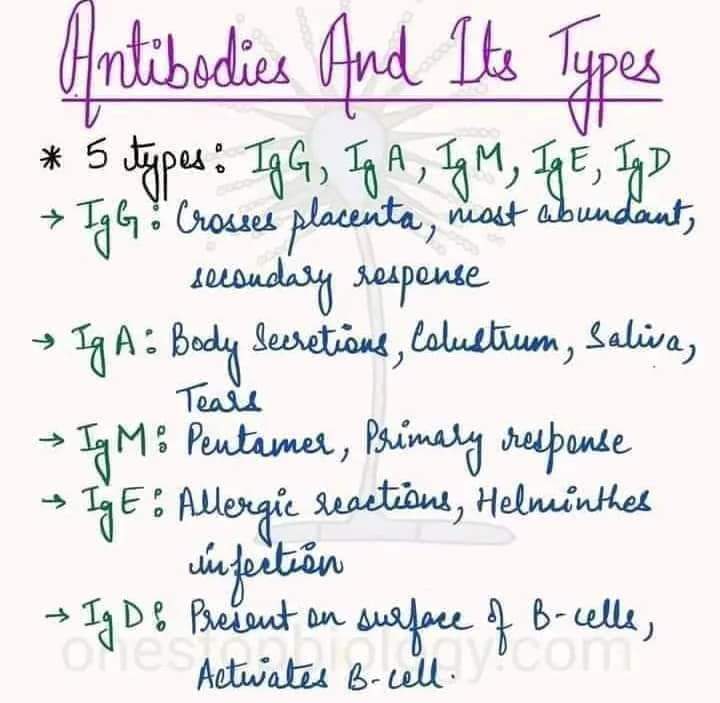 Antibodies And Its Types
* 5 types: IgG, IgA, IgM, IgE, IgD
→ IgG: Crosses placenta, most abundant,
secondary response
→ IgA: Body Secretions, Colustrium, Saliva,
Tears
→ IgM: Pentamer, Primary response
→ IgE: Allergic reactions, Helminthes
infection
→ IgD: Present on surface of B-cells,
onestopbiology.com
Activates B-cell.